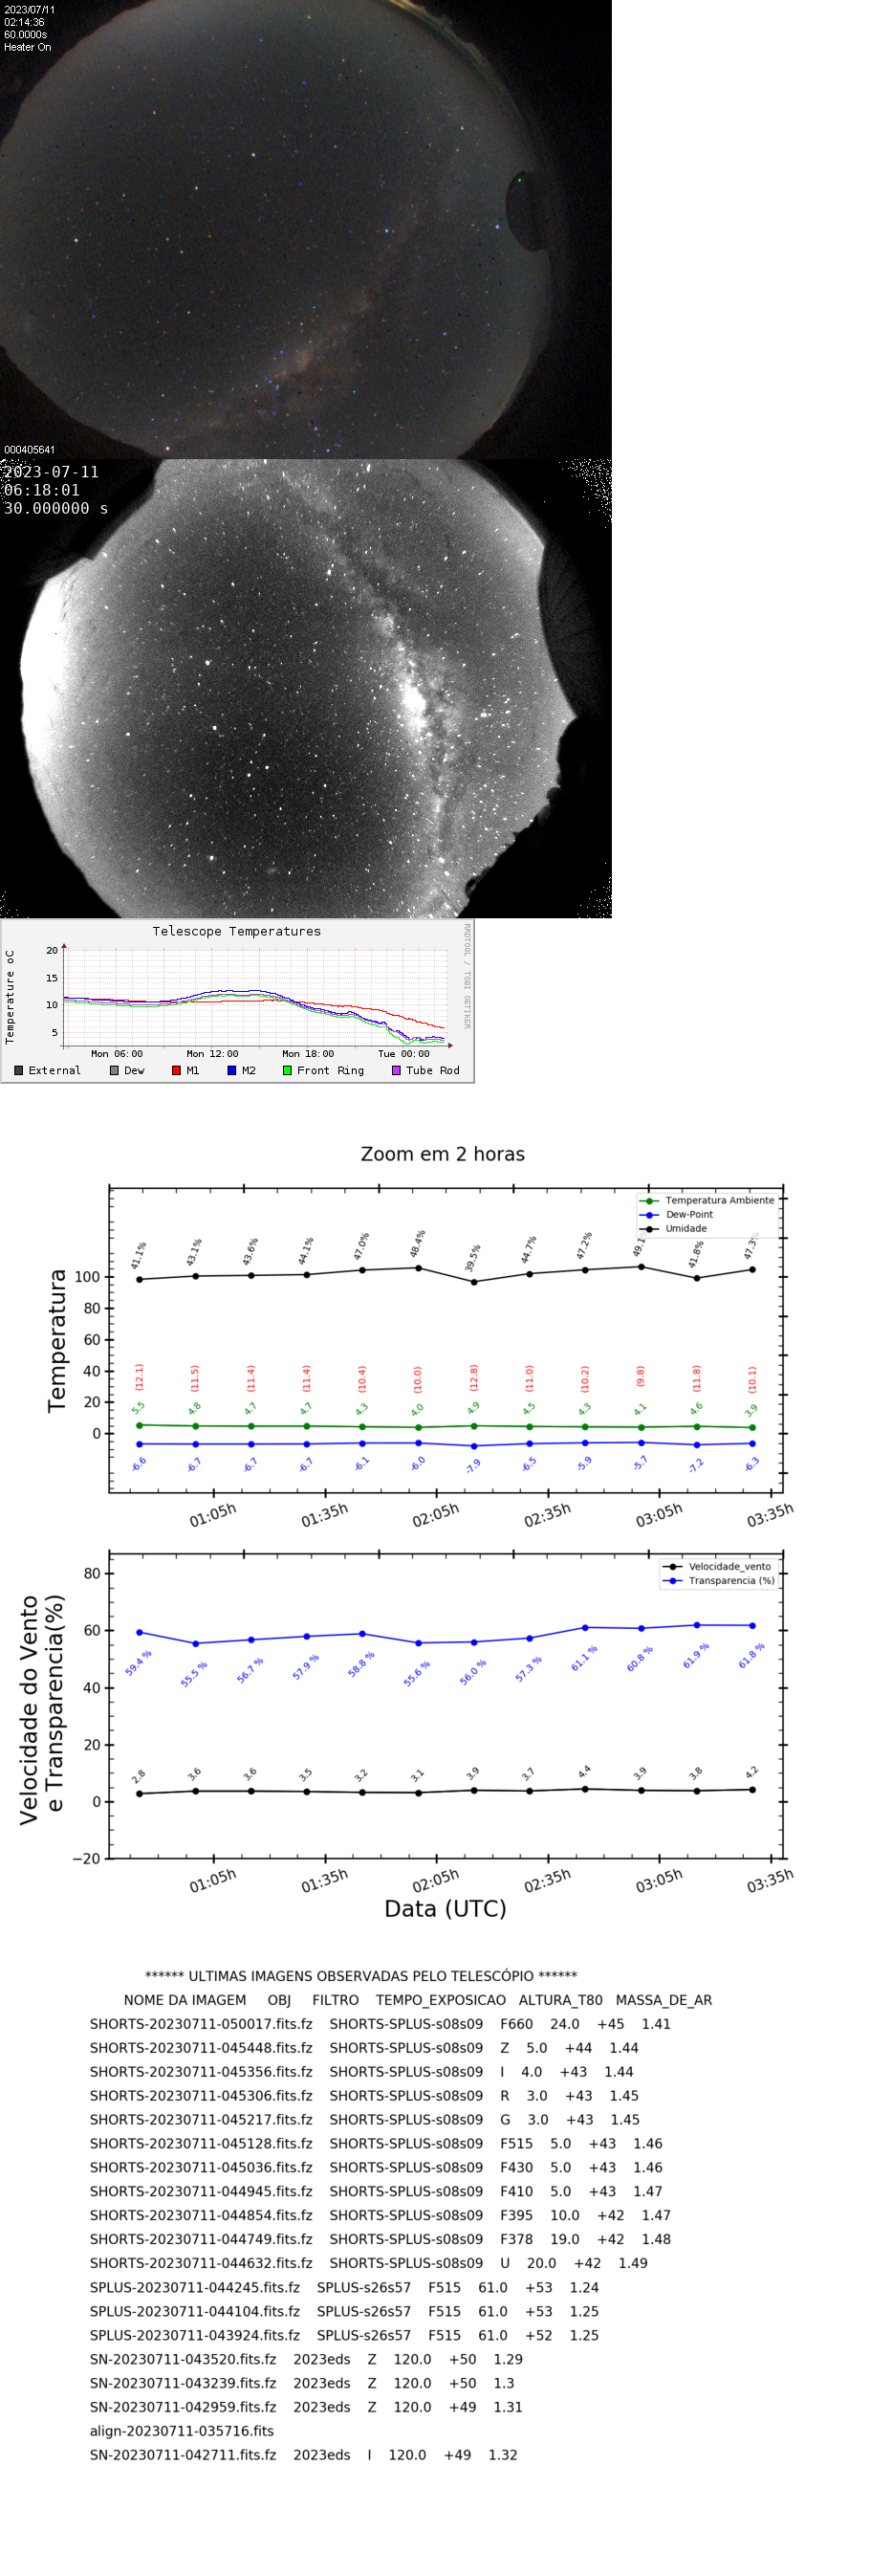 2023/07/11
02:14:36
60.0000s
Heater On
000405641
2023-07-11
06:18:01
30.000000 s
Telescope Temperatures
RRDTOOL / TOBI OETIKER
Temperature oC
20
15
10
5
Mon 06:00 Mon 12:00 Mon 18:00 Tue 00:00
External Dew M1 M2 Front Ring Tube Rod
Zoom em 2 horas
Temperatura Ambiente
Dew-Point
Umidade
Temperatura
100
80
60
40
20
0
41.1% 43.1% 43.6% 44.1% 47.0% 48.4% 39.5% 44.7% 47.2% 49.1 41.8% 47.3%
(12.1) (11.5) (11.4) (11.4) (10.4) (10.0) (12.8) (11.0) (10.2) (9.8) (11.8) (10.1)
5.5 4.8 4.7 4.7 4.3 4.0 4.9 4.5 4.3 4.1 4.6 3.9
-6.6 -6.7 -6.7 -6.7 -6.1 -6.0 -7.9 -6.5 -5.9 -5.7 -7.2 -6.3
01:05h 01:35h 02:05h 02:35h 03:05h 03:35h
Velocidade_vento
Transparencia (%)
Velocidade do Vento
e Transparencia(%)
80
60
40
20
0
−20
59.4 % 55.5 % 56.7 % 57.9 % 58.8 % 55.6 % 56.0 % 57.3 % 61.1 % 60.8 % 61.9 % 61.8 %
2.8 3.6 3.6 3.5 3.2 3.1 3.9 3.7 4.4 3.9 3.8 4.2
01:05h 01:35h 02:05h 02:35h 03:05h 03:35h
Data (UTC)
****** ULTIMAS IMAGENS OBSERVADAS PELO TELESCÓPIO ******
NOME DA IMAGEM OBJ FILTRO TEMPO_EXPOSICAO ALTURA_T80 MASSA_DE_AR
SHORTS-20230711-050017.fits.fz SHORTS-SPLUS-s08s09 F660 24.0 +45 1.41
SHORTS-20230711-045448.fits.fz SHORTS-SPLUS-s08s09 Z 5.0 +44 1.44
SHORTS-20230711-045356.fits.fz SHORTS-SPLUS-s08s09 I 4.0 +43 1.44
SHORTS-20230711-045306.fits.fz SHORTS-SPLUS-s08s09 R 3.0 +43 1.45
SHORTS-20230711-045217.fits.fz SHORTS-SPLUS-s08s09 G 3.0 +43 1.45
SHORTS-20230711-045128.fits.fz SHORTS-SPLUS-s08s09 F515 5.0 +43 1.46
SHORTS-20230711-045036.fits.fz SHORTS-SPLUS-s08s09 F430 5.0 +43 1.46
SHORTS-20230711-044945.fits.fz SHORTS-SPLUS-s08s09 F410 5.0 +43 1.47
SHORTS-20230711-044854.fits.fz SHORTS-SPLUS-s08s09 F395 10.0 +42 1.47
SHORTS-20230711-044749.fits.fz SHORTS-SPLUS-s08s09 F378 19.0 +42 1.48
SHORTS-20230711-044632.fits.fz SHORTS-SPLUS-s08s09 U 20.0 +42 1.49
SPLUS-20230711-044245.fits.fz SPLUS-s26s57 F515 61.0 +53 1.24
SPLUS-20230711-044104.fits.fz SPLUS-s26s57 F515 61.0 +53 1.25
SPLUS-20230711-043924.fits.fz SPLUS-s26s57 F515 61.0 +52 1.25
SN-20230711-043520.fits.fz 2023eds Z 120.0 +50 1.29
SN-20230711-043239.fits.fz 2023eds Z 120.0 +50 1.3
SN-20230711-042959.fits.fz 2023eds Z 120.0 +49 1.31
align-20230711-035716.fits
SN-20230711-042711.fits.fz 2023eds I 120.0 +49 1.32